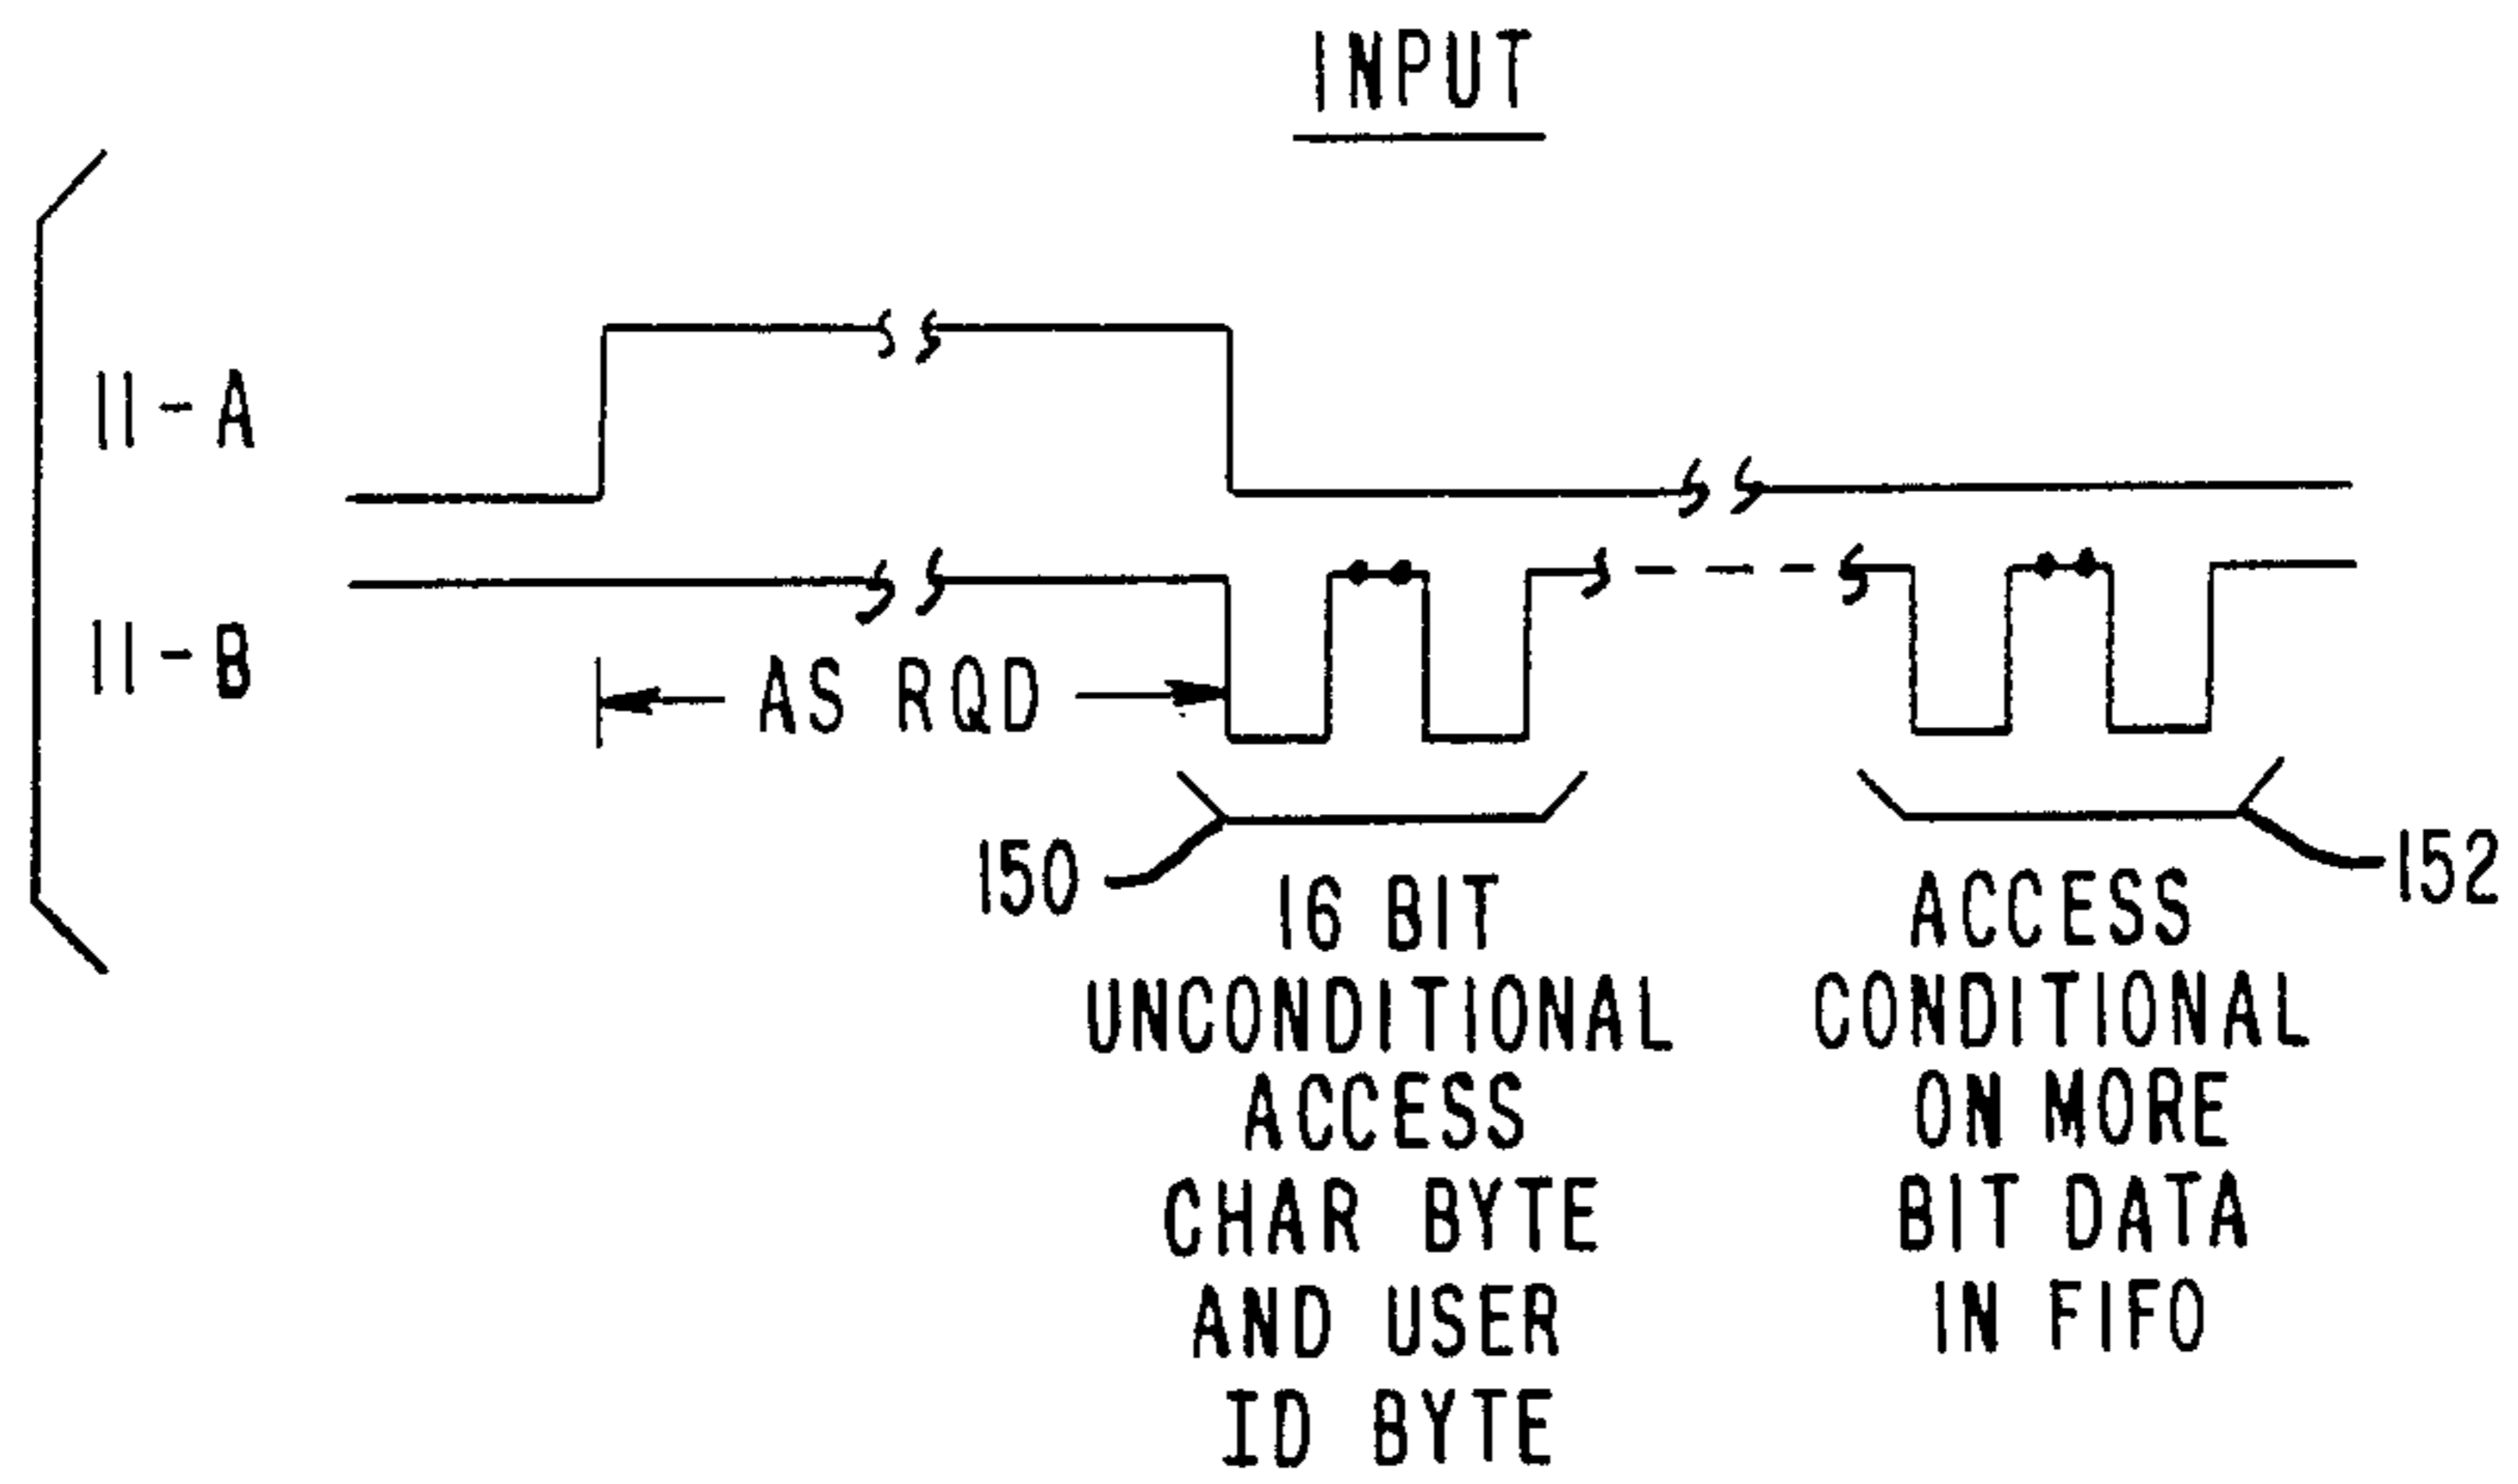 INPUT
11-A
11-B
AS RQD
150
152
16 BIT
UNCONDITIONAL
ACCESS
CHAR BYTE
AND USER
ID BYTE
ACCESS
CONDITIONAL
ON MORE
BIT DATA
IN FIFO